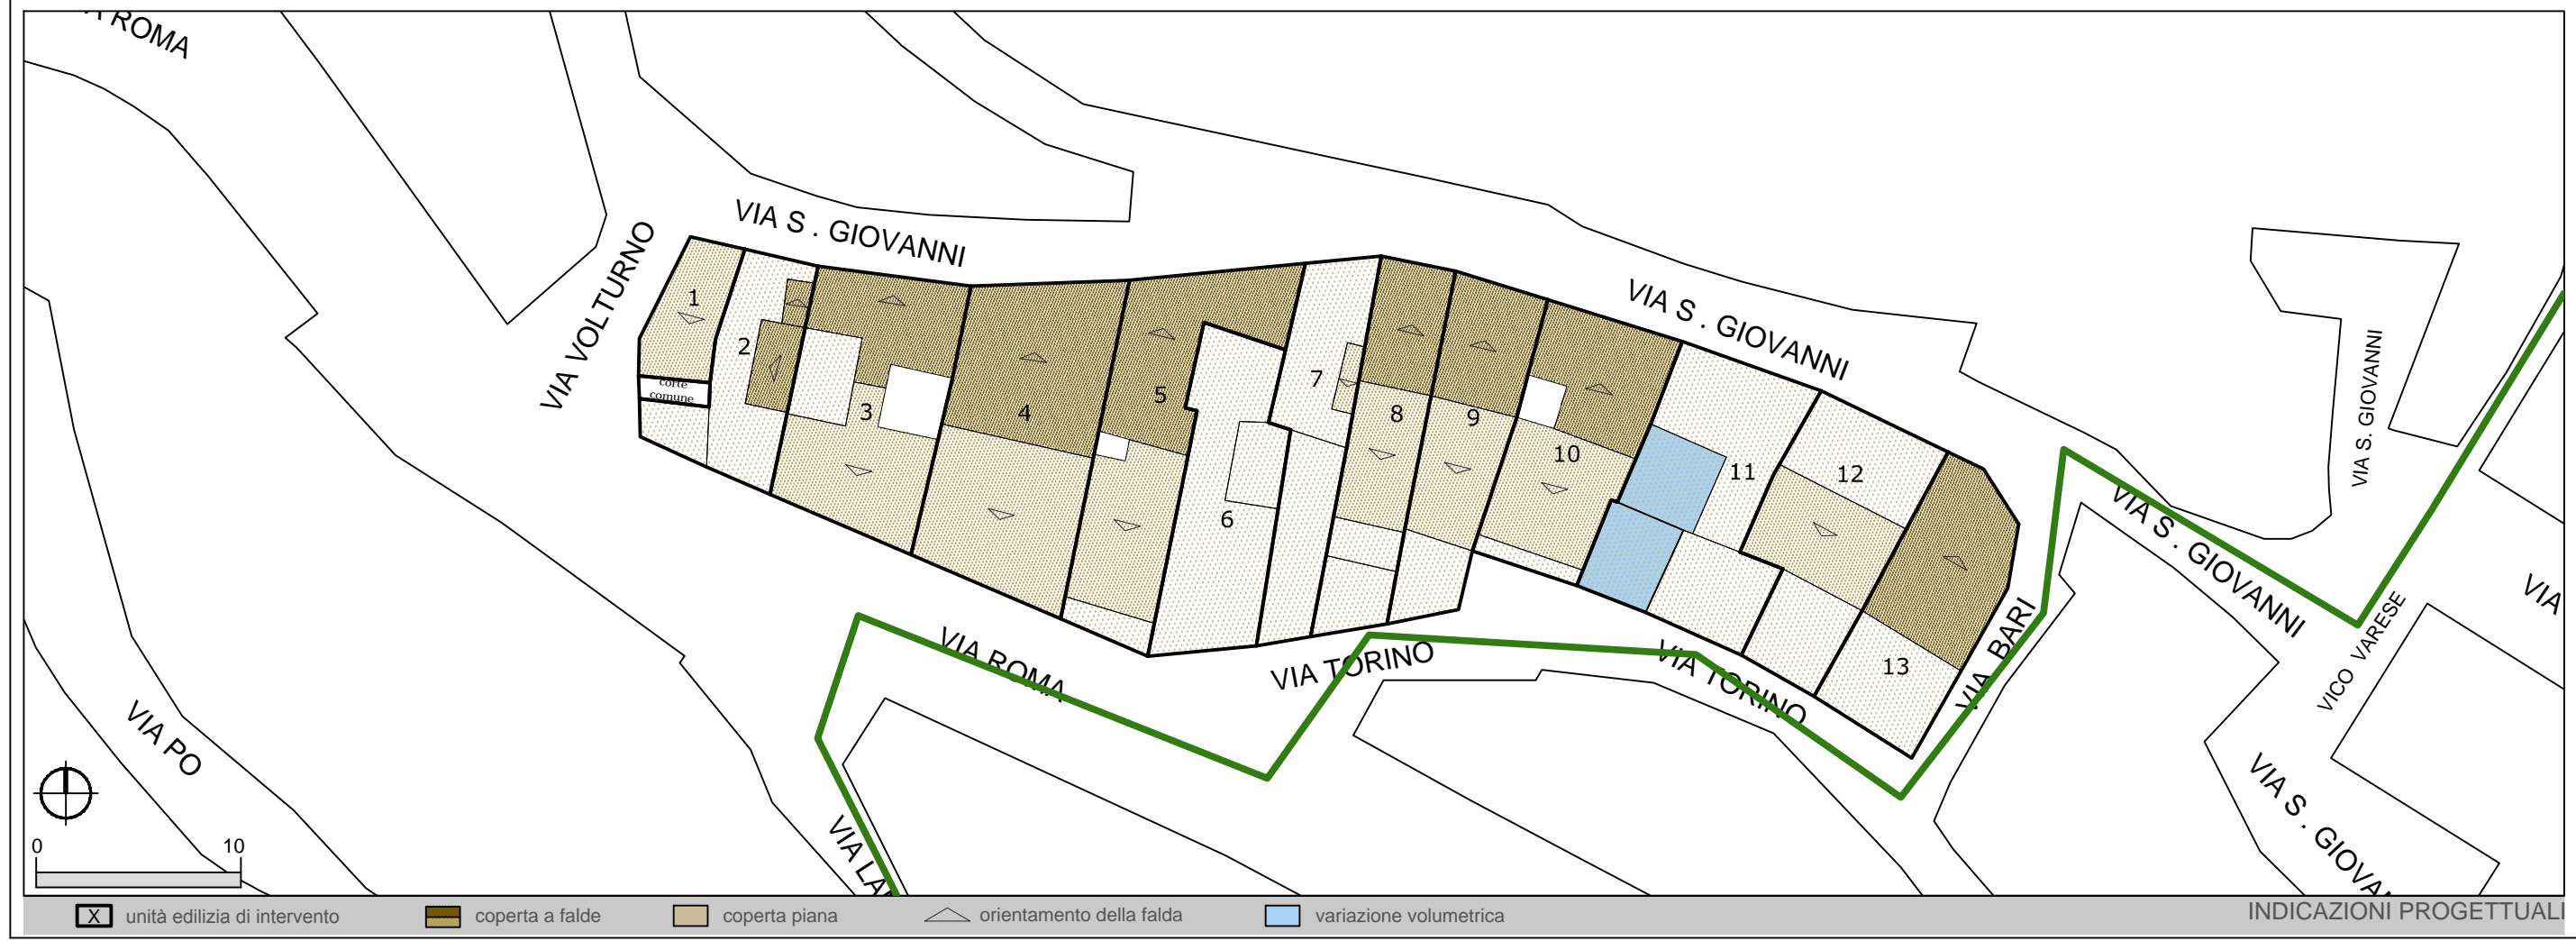 ROMA
VIA S . GIOVANNI
VIA VOLTURNO
1
2
3
4
5
6
7
8
9
10
11
12
13
corte
comune
VIA S . GIOVANNI
VIA S. GIOVANNI
VIA S. GIOVANNI
VIA S . GIOVANNI
VIA
VICO VARESE
VIA BARI
VIA ROMA
VIA TORINO
VIA TORINO
VIA PO
VIA S . GIOVAN
0 10
X unità edilizia di intervento coperta a falde coperta piana orientamento della falda variazione volumetrica
INDICAZIONI PROGETTUALI